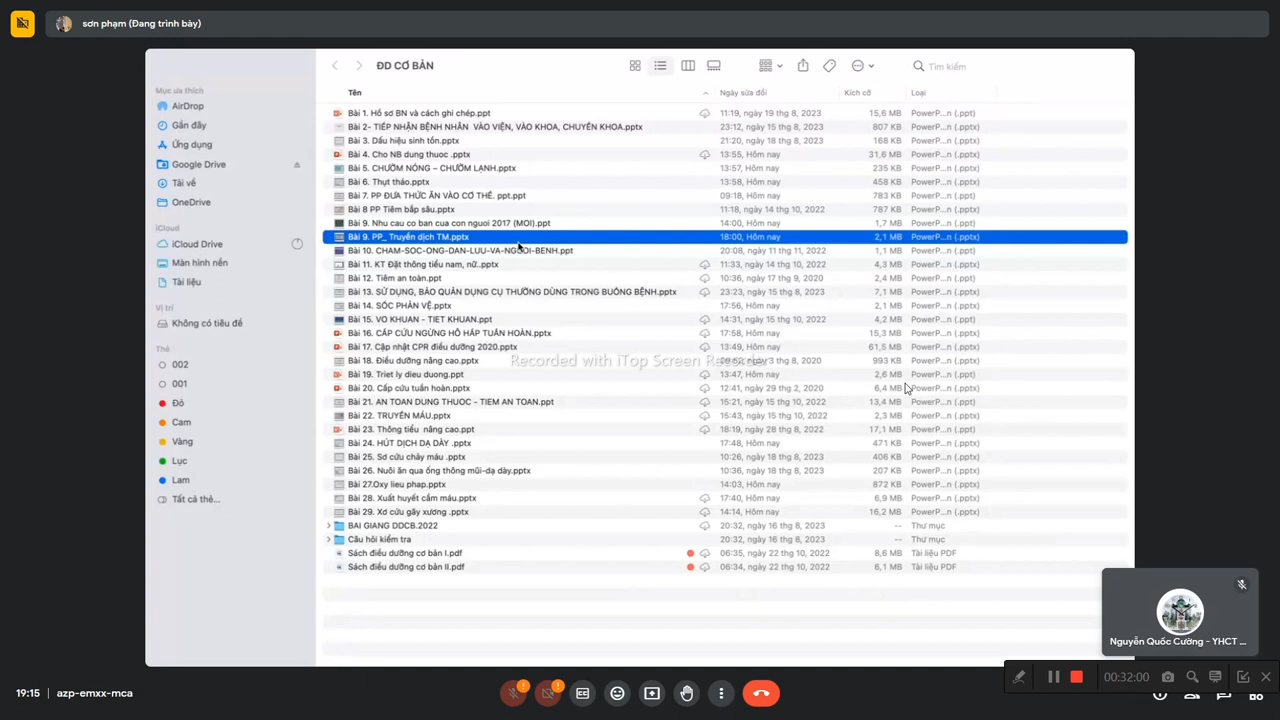 sơn phạm (Đang trình bày)
ĐD CƠ BẢN
Tìm kiếm
Mục ưa thích
AirDrop
Gần đây
Ứng dụng
Google Drive
Tải về
OneDrive
iCloud
iCloud Drive
Màn hình nền
Tài liệu
Vị trí
Không có tiêu đề
Thẻ
002
001
Đỏ
Cam
Vàng
Lục
Lam
Tất cả thẻ...
Tên Ngày sửa đổi Kích cỡ Loại
Bài 1. Hồ sơ BN và cách ghi chép.ppt 11:19, ngày 19 thg 8, 2023 15,6 MB PowerP...n (.ppt)
Bài 2- TIẾP NHẬN BỆNH NHÂN VÀO VIỆN, VÀO KHOA, CHUYỂN KHOA.pptx 23:12, ngày 15 thg 8, 2023 807 KB PowerP...n (.pptx)
Bài 3. Dấu hiệu sinh tồn.pptx 21:20, ngày 18 thg 8, 2023 168 KB PowerP...n (.pptx)
Bài 4. Cho NB dung thuoc .pptx 13:55, Hôm nay 31,6 MB PowerP...n (.pptx)
Bài 5. CHƯỜM NÓNG – CHƯỜM LẠNH.pptx 13:57, Hôm nay 235 KB PowerP...n (.pptx)
Bài 6. Thụt tháo.pptx 13:58, Hôm nay 458 KB PowerP...n (.pptx)
Bài 7. PP ĐƯA THỨC ĂN VÀO CƠ THỂ. ppt.ppt 09:18, Hôm nay 783 KB PowerP...n (.ppt)
Bài 8 PP Tiêm bắp sâu.pptx 11:18, ngày 14 thg 10, 2022 787 KB PowerP...n (.pptx)
Bài 9. Nhu cau co ban cua con nguoi 2017 (MOI).ppt 14:00, Hôm nay 1,7 MB PowerP...n (.ppt)
Bài 9. PP_ Truyền dịch TM.pptx 18:00, Hôm nay 2,1 MB PowerP...n (.pptx)
Bài 10. CHAM-SOC-ONG-DAN-LUU-VA-NGUOI-BENH.ppt 20:08, ngày 11 thg 11, 2022 1,1 MB PowerP...n (.ppt)
Bài 11. KT Đặt thông tiểu nam, nữ..pptx 11:33, ngày 14 thg 10, 2022 4,3 MB PowerP...n (.pptx)
Bài 12. Tiêm an toàn.ppt 10:36, ngày 17 thg 9, 2020 2,4 MB PowerP...n (.ppt)
Bài 13. SỬ DỤNG, BẢO QUẢN DỤNG CỤ THƯỜNG DÙNG TRONG BUỒNG BỆNH.pptx 23:23, ngày 15 thg 8, 2023 7,1 MB PowerP...n (.pptx)
Bài 14. SỐC PHẢN VỆ.pptx 17:56, Hôm nay 2,1 MB PowerP...n (.pptx)
Bài 15. VO KHUAN - TIET KHUAN.ppt 14:31, ngày 15 thg 10, 2022 4,2 MB PowerP...n (.ppt)
Bài 16. CẤP CỨU NGỪNG HÔ HẤP TUẦN HOÀN.pptx 17:58, Hôm nay 15,3 MB PowerP...n (.pptx)
Bài 17. Cập nhật CPR điều dưỡng 2020.pptx 13:49, Hôm nay 61,5 MB PowerP...n (.pptx)
Bài 18. Điều dưỡng nâng cao.ppt 3 thg 8, 2020 993 KB PowerP...n (.ppt)
Bài 19. Triet ly dieu duong.ppt 13:47, Hôm nay 2,6 MB PowerP...n (.ppt)
Bài 20. Cấp cứu tuần hoàn.pptx 12:41, ngày 29 thg 2, 2020 6,4 MB PowerP...n (.pptx)
Bài 21. AN TOAN DUNG THUOC - TIEM AN TOAN.ppt 15:21, ngày 15 thg 10, 2022 13,4 MB PowerP...n (.ppt)
Bài 22. TRUYỀN MÁU.pptx 15:43, ngày 15 thg 10, 2022 2,3 MB PowerP...n (.pptx)
Bài 23. Thông tiểu nâng cao.ppt 18:19, ngày 28 thg 8, 2022 17,1 MB PowerP...n (.ppt)
Bài 24. HÚT DỊCH DẠ DÀY .pptx 17:48, Hôm nay 471 KB PowerP...n (.pptx)
Bài 25. Sơ cứu chảy máu .pptx 10:26, ngày 18 thg 8, 2023 406 KB PowerP...n (.pptx)
Bài 26. Nuôi ăn qua ống thông mũi-dạ dày.pptx 10:36, ngày 18 thg 8, 2023 207 KB PowerP...n (.pptx)
Bài 27.Oxy lieu phap.pptx 14:03, Hôm nay 872 KB PowerP...n (.pptx)
Bài 28. Xuất huyết cầm máu.pptx 17:40, Hôm nay 6,9 MB PowerP...n (.pptx)
Bài 29. Xơ cứu gãy xương .pptx 14:14, Hôm nay 16,2 MB PowerP...n (.pptx)
BAI GIANG DDCB.2022 20:32, ngày 16 thg 8, 2023 -- Thư mục
Câu hỏi kiểm tra 20:32, ngày 16 thg 8, 2023 -- Thư mục
Sách điều dưỡng cơ bản I.pdf 06:35, ngày 22 thg 10, 2022 8,6 MB Tài liệu PDF
Sách điều dưỡng cơ bản II.pdf 06:34, ngày 22 thg 10, 2022 6,1 MB Tài liệu PDF
Recorded with iTop Screen Recorder
Nguyễn Quốc Cường - YHCT ...
19:15 azp-emxx-mca
00:32:00